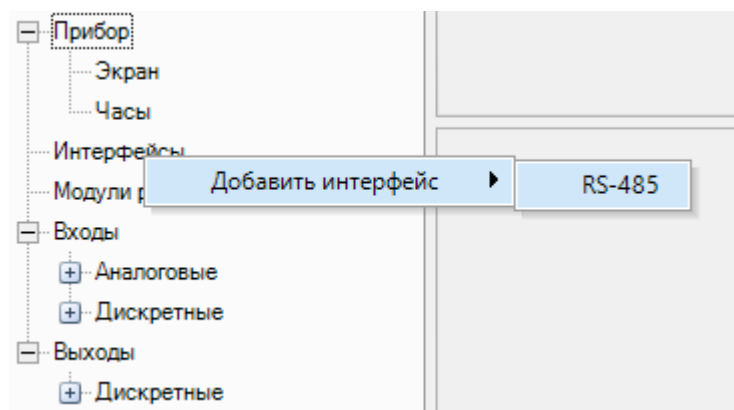 Прибор
Экран
Часы
Интерфейсы
Добавить интерфейс
RS-485
Модули
Входы
Аналоговые
Дискретные
Выходы
Дискретные